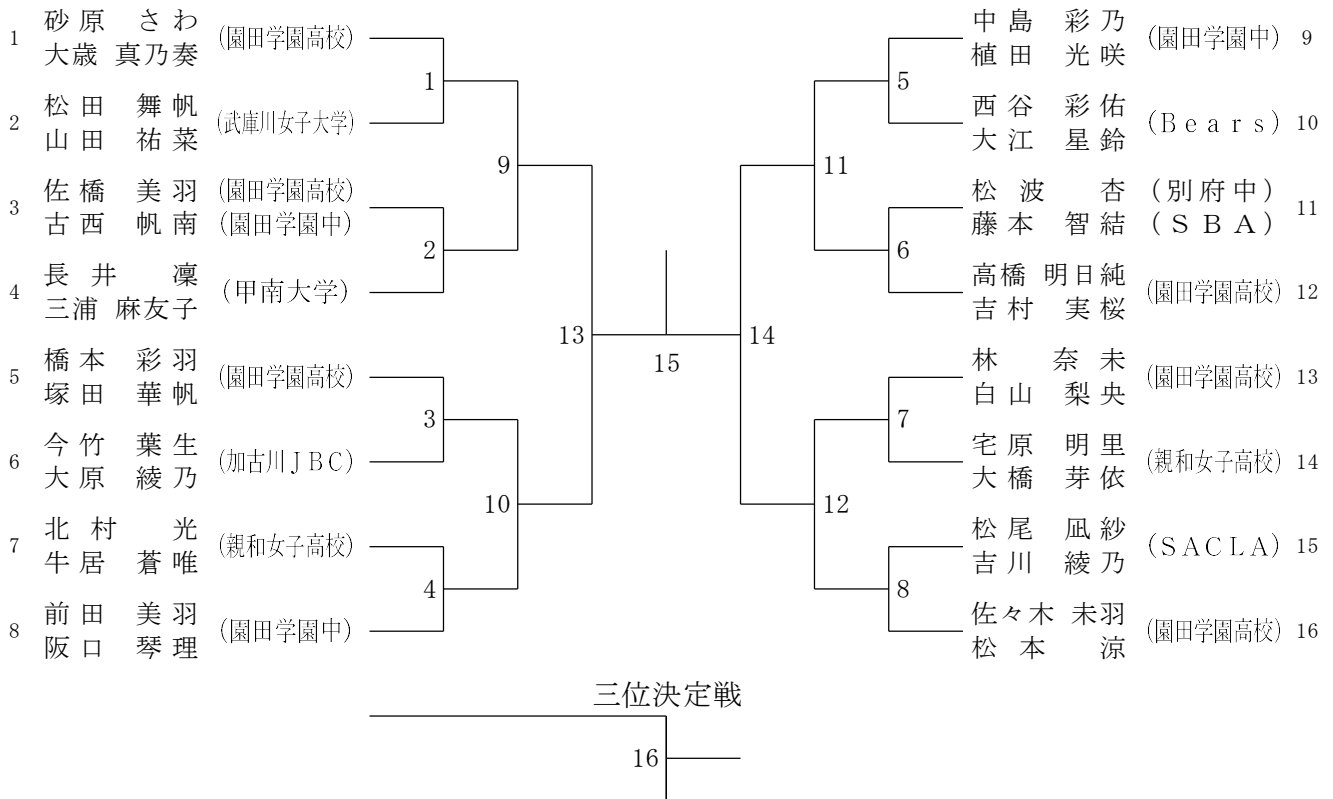 1 砂原 さわ (園田学園高校)
大歳 真乃奏
2 松田 舞帆 (武庫川女子大学)
山田 祐菜
3 佐橋 美羽 (園田学園高校)
古西 帆南 (園田学園中)
4 長井 凜 (甲南大学)
三浦 麻友子
5 橋本 彩羽 (園田学園高校)
塚田 華帆
6 今竹 葉生 (加古川JBC)
大原 綾乃
7 北村 光 (親和女子高校)
牛居 蒼唯
8 前田 美羽 (園田学園中)
阪口 琴理
1
2
3
4
9
10
13
15
14
11
12
5
6
7
8
中島 彩乃 (園田学園中) 9
植田 光咲
西谷 彩佑 (Bears) 10
大江 星鈴
松波 杏 (別府中) 11
藤本 智結 (SBA)
高橋 明日純 (園田学園高校) 12
吉村 実桜
林 奈未 (園田学園高校) 13
白山 梨央
宅原 明里 (親和女子高校) 14
大橋 芽依
松尾 凪紗 (SACLA) 15
吉川 綾乃
佐々木 未羽 (園田学園高校) 16
松本 涼
三位決定戦
16